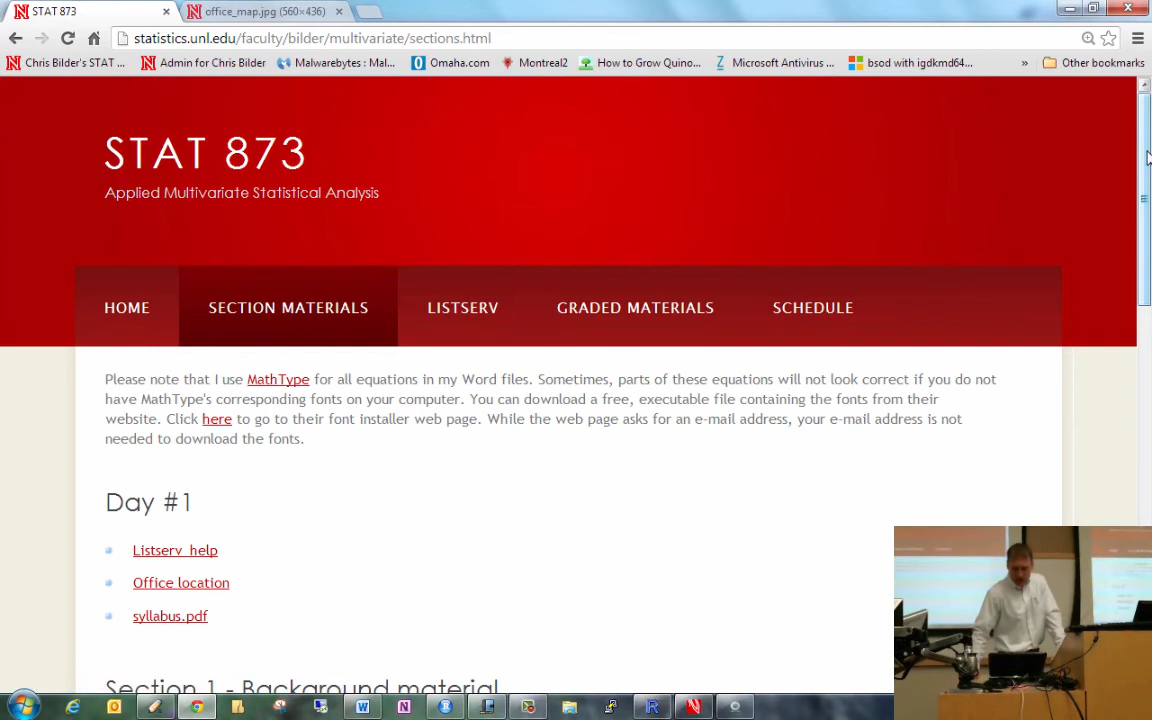 STAT 873
office_map.jpg (560×436)
statistics.unl.edu/faculty/bilder/multivariate/sections.html
Chris Bilder's STAT ...
Admin for Chris Bilder
Malwarebytes : Mal...
Omaha.com
Montreal2
How to Grow Quino...
Microsoft Antivirus ...
bsod with igdkmd64...
»
Other bookmarks
STAT 873
Applied Multivariate Statistical Analysis
HOME
SECTION MATERIALS
LISTSERV
GRADED MATERIALS
SCHEDULE
Please note that I use MathType for all equations in my Word files. Sometimes, parts of these equations will not look correct if you do not
have MathType's corresponding fonts on your computer. You can download a free, executable file containing the fonts from their
website. Click here to go to their font installer web page. While the web page asks for an e-mail address, your e-mail address is not
needed to download the fonts.
Day #1
Listserv help
Office location
syllabus.pdf
Section 1 - Background material